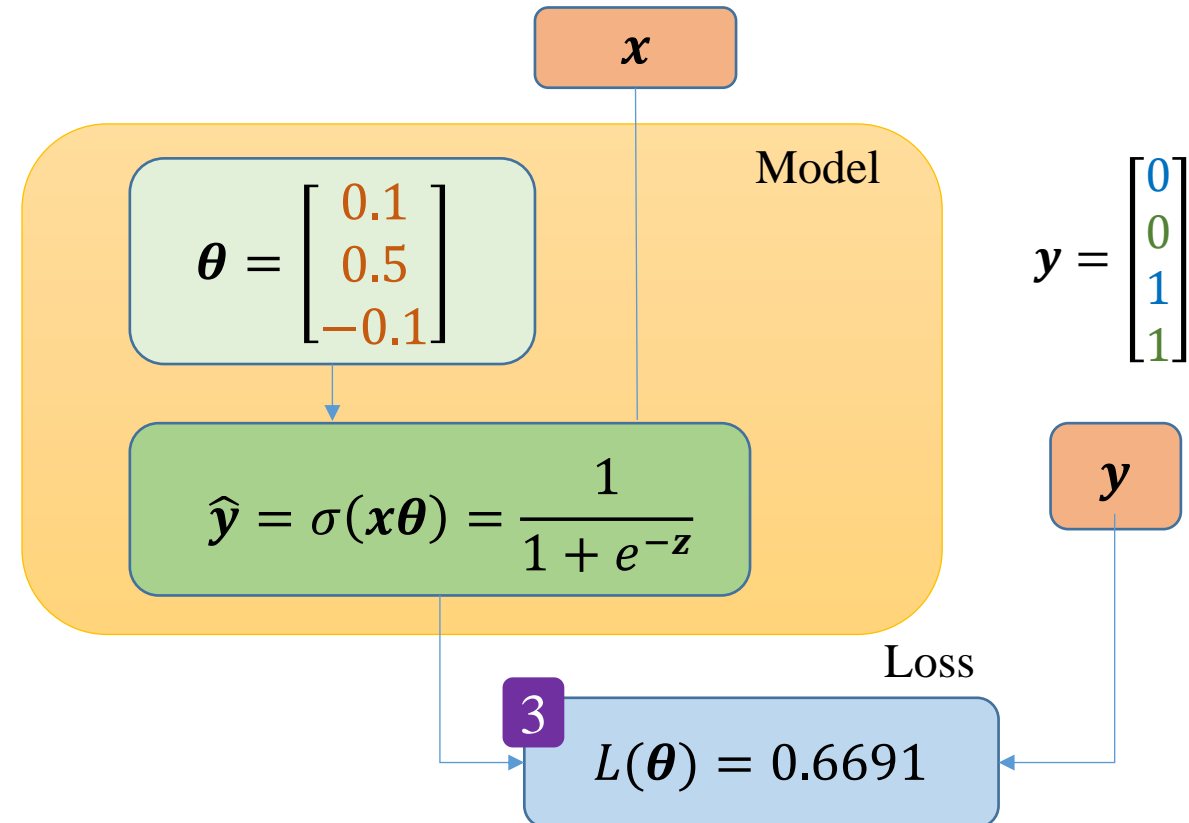 x
Model
θ = [0.1
0.5
−0.1]
y = [0
0
1
1]
ŷ = σ(xθ) = 1 / (1 + e^{−z})
y
Loss
3
L(θ) = 0.6691